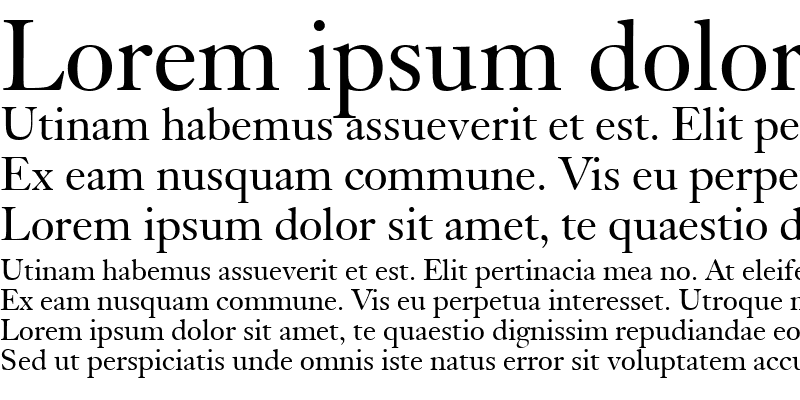 Lorem ipsum dolor
Utinam habemus assueverit et est. Elit pe
Ex eam nusquam commune. Vis eu perpe
Lorem ipsum dolor sit amet, te quaestio d
Utinam habemus assueverit et est. Elit pertinacia mea no. At eleife
Ex eam nusquam commune. Vis eu perpetua interesset. Utroque n
Lorem ipsum dolor sit amet, te quaestio dignissim repudiandae eo
Sed ut perspiciatis unde omnis iste natus error sit voluptatem accu